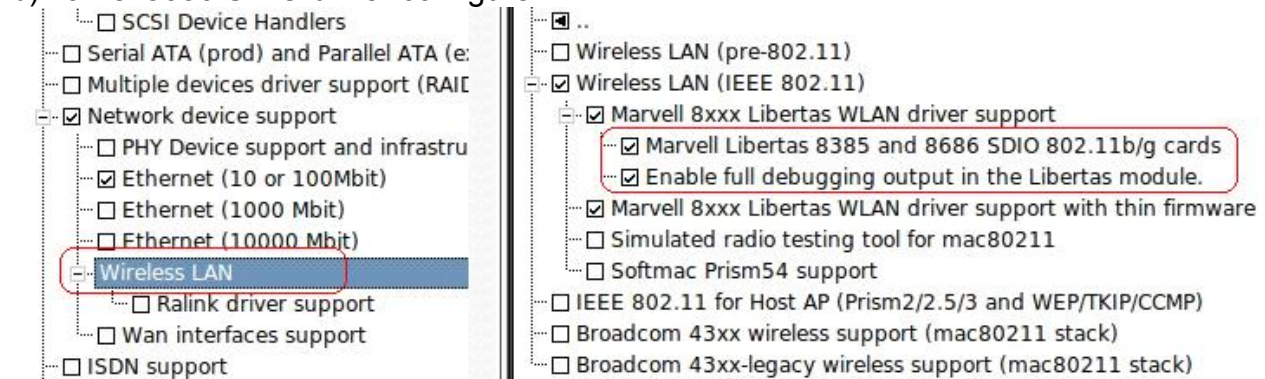 SCSI Device Handlers
Serial ATA (prod) and Parallel ATA (e
Multiple devices driver support (RAID
Network device support
PHY Device support and infrastru
Ethernet (10 or 100Mbit)
Ethernet (1000 Mbit)
Ethernet (10000 Mbit)
Wireless LAN
Ralink driver support
Wan interfaces support
ISDN support
..
Wireless LAN (pre-802.11)
Wireless LAN (IEEE 802.11)
Marvell 8xxx Libertas WLAN driver support
Marvell Libertas 8385 and 8686 SDIO 802.11b/g cards
Enable full debugging output in the Libertas module.
Marvell 8xxx Libertas WLAN driver support with thin firmware
Simulated radio testing tool for mac80211
Softmac Prism54 support
IEEE 802.11 for Host AP (Prism2/2.5/3 and WEP/TKIP/CCMP)
Broadcom 43xx wireless support (mac80211 stack)
Broadcom 43xx-legacy wireless support (mac80211 stack)